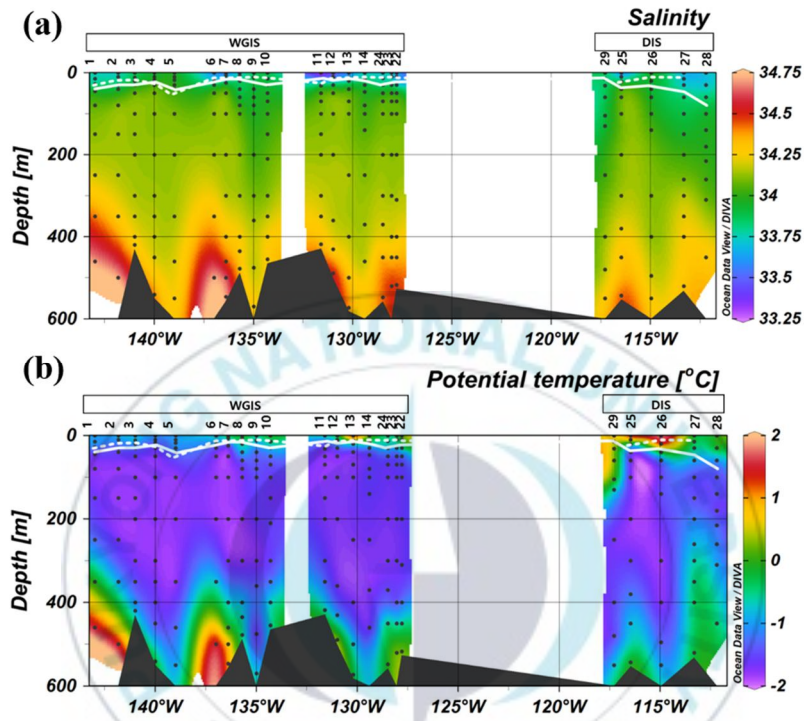 (a)
Salinity
WGIS
DIS
1 2 3 4 5 6 7 8 9 10 11 12 13 14 24 23 22 29 25 26 27 28
0
200
400
600
Depth [m]
140°W 135°W 130°W 125°W 120°W 115°W
34.75
34.5
34.25
34
33.75
33.5
33.25
Ocean Data View / DIVA
(b)
Potential temperature [°C]
WGIS
DIS
1 2 3 4 5 6 7 8 9 10 11 12 13 14 24 23 22 29 25 26 27 28
0
200
400
600
Depth [m]
140°W 135°W 130°W 125°W 120°W 115°W
2
1
0
-1
-2
Ocean Data View / DIVA
NATIONAL